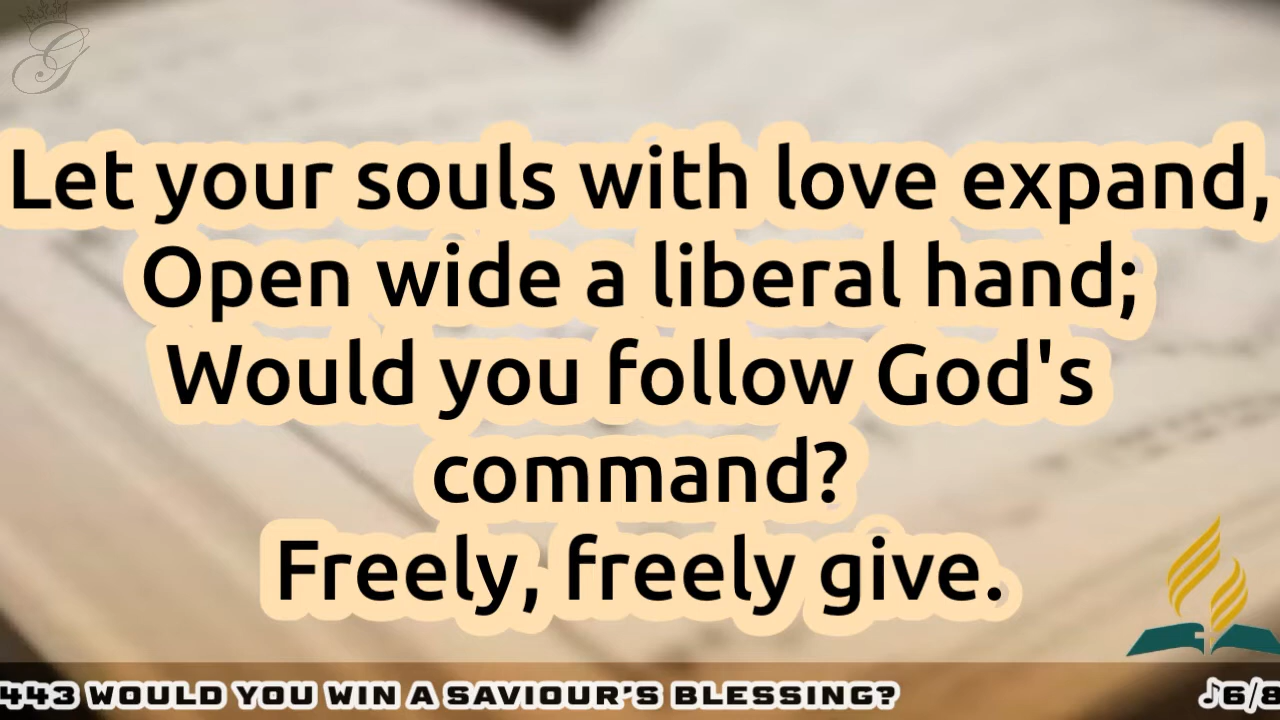 G
Let your souls with love expand,
Open wide a liberal hand;
Would you follow God's
command?
Freely, freely give.
443 WOULD YOU WIN A SAVIOUR'S BLESSING?
♪6/8